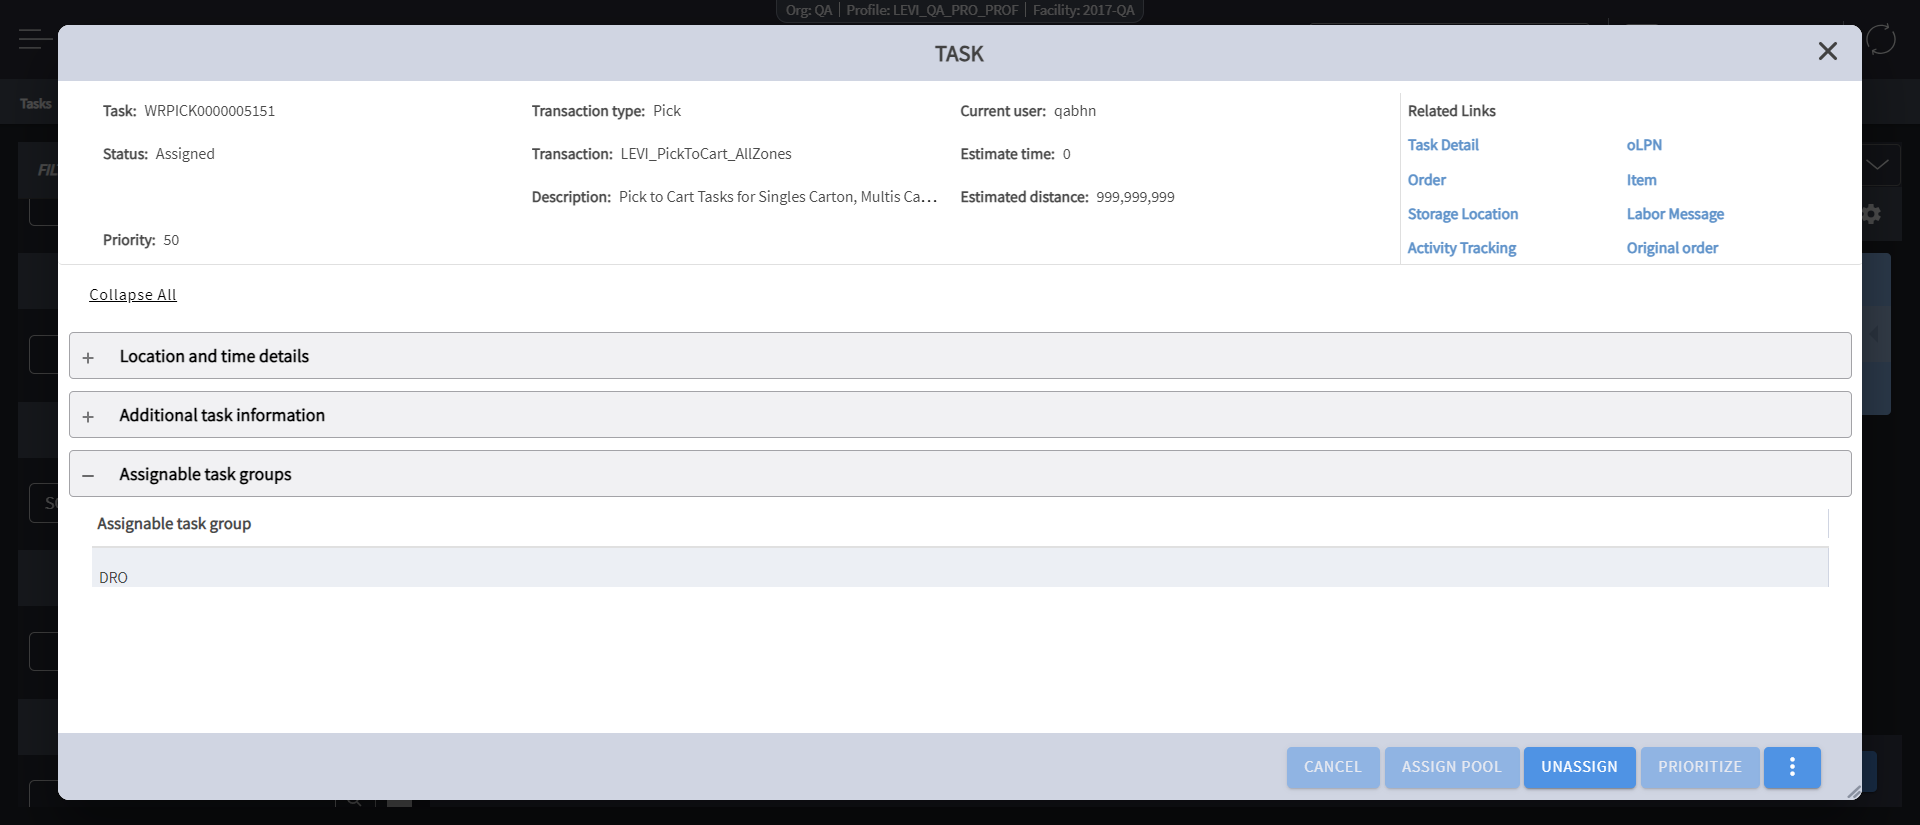 Org: QA | Profile: LEVI_QA_PRO_PROF | Facility: 2017-QA
TASK
Tasks
Task: WRPICK0000005151
Transaction type: Pick
Current user: qabhn
Related Links
Status: Assigned
Transaction: LEVI_PickToCart_AllZones
Estimate time: 0
Task Detail
oLPN
Description: Pick to Cart Tasks for Singles Carton, Multis Ca...
Estimated distance: 999,999,999
Order
Item
Storage Location
Labor Message
Priority: 50
Activity Tracking
Original order
FIL
Collapse All
+ Location and time details
+ Additional task information
− Assignable task groups
Assignable task group
DRO
CANCEL
ASSIGN POOL
UNASSIGN
PRIORITIZE